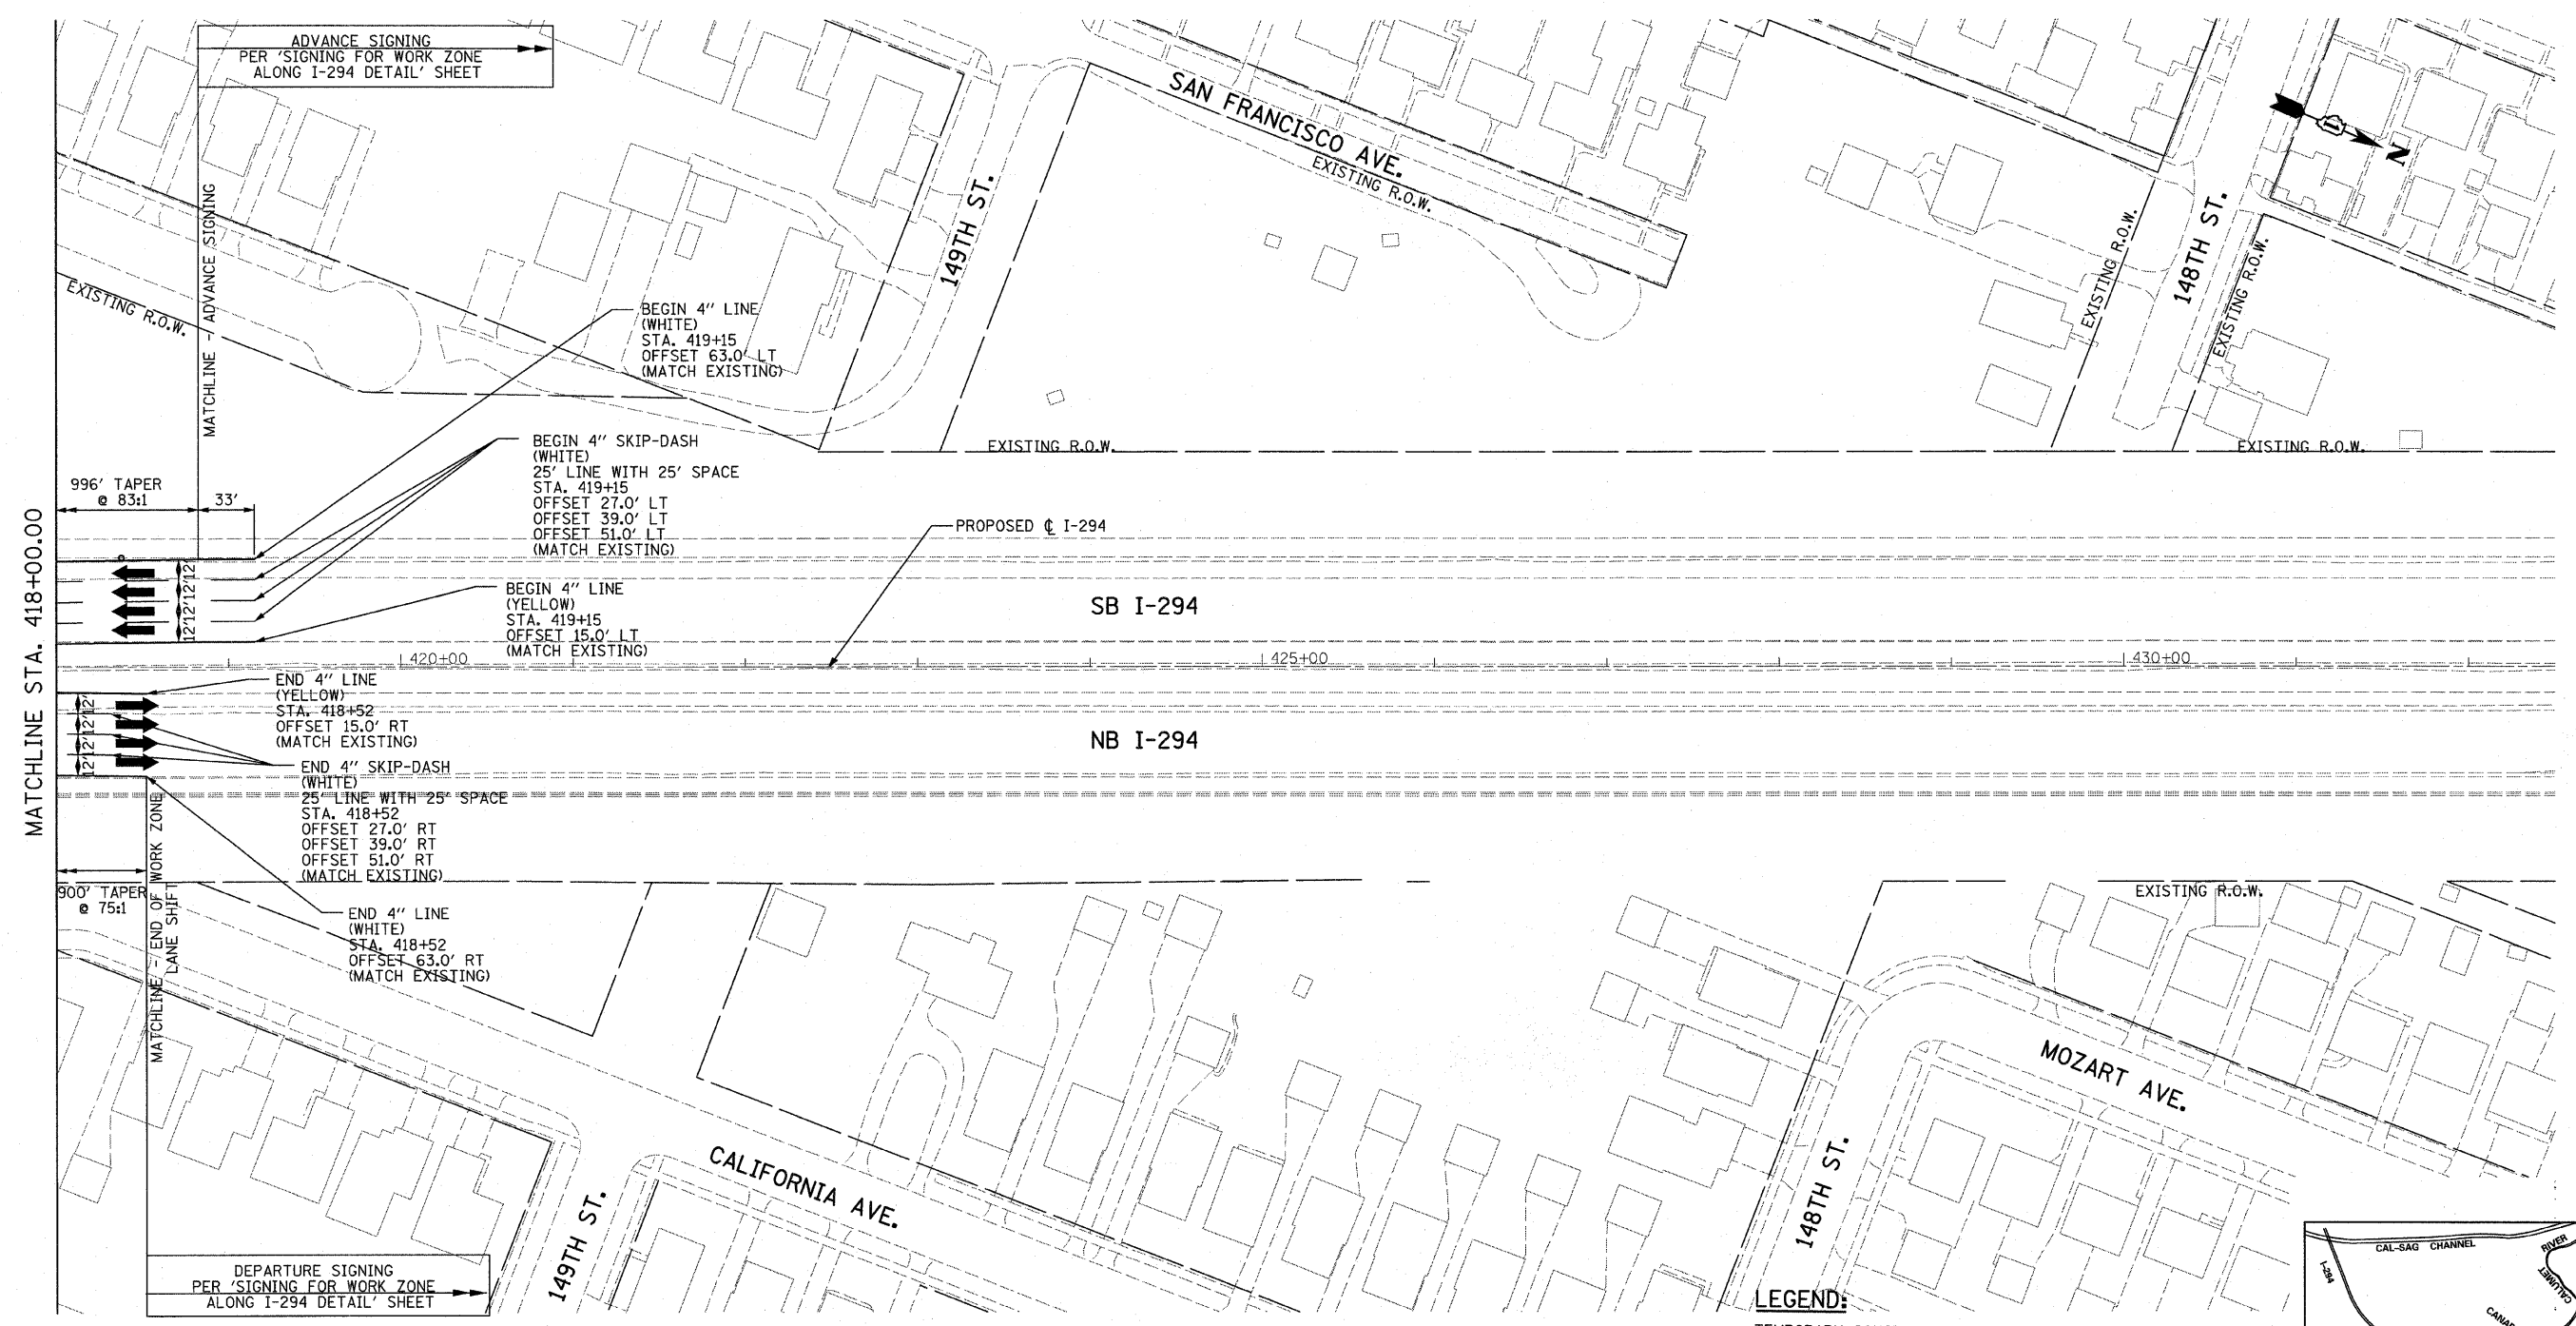 ADVANCE SIGNING
PER 'SIGNING FOR WORK ZONE
ALONG I-294 DETAIL' SHEET
MATCHLINE - ADVANCE SIGNING
SAN FRANCISCO AVE.
EXISTING R.O.W.
149TH ST.
148TH ST.
EXISTING R.O.W.
EXISTING R.O.W.
N
EXISTING R.O.W.
BEGIN 4" LINE
(WHITE)
STA. 419+15
OFFSET 63.0' LT
(MATCH EXISTING)
EXISTING R.O.W.
EXISTING R.O.W.
BEGIN 4" SKIP-DASH
(WHITE)
25' LINE WITH 25' SPACE
STA. 419+15
OFFSET 27.0' LT
OFFSET 39.0' LT
OFFSET 51.0' LT
(MATCH EXISTING)
996' TAPER
@ 83:1
33'
PROPOSED ℄ I-294
MATCHLINE STA. 418+00.00
12'12'12'12'
BEGIN 4" LINE
(YELLOW)
STA. 419+15
OFFSET 15.0' LT
(MATCH EXISTING)
SB I-294
420+00
425+00
430+00
END 4" LINE
(YELLOW)
STA. 418+52
OFFSET 15.0' RT
(MATCH EXISTING)
12'12'12'12'
NB I-294
END 4" SKIP-DASH
(WHITE)
25' LINE WITH 25' SPACE
STA. 418+52
OFFSET 27.0' RT
OFFSET 39.0' RT
OFFSET 51.0' RT
(MATCH EXISTING)
900' TAPER
@ 75:1
MATCHLINE - END OF WORK ZONE
LANE SHIFT
END 4" LINE
(WHITE)
STA. 418+52
OFFSET 63.0' RT
(MATCH EXISTING)
EXISTING R.O.W.
MOZART AVE.
CALIFORNIA AVE.
149TH ST.
148TH ST.
DEPARTURE SIGNING
PER 'SIGNING FOR WORK ZONE
ALONG I-294 DETAIL' SHEET
LEGEND:
CAL-SAG CHANNEL
RIVER
CALUMET
I-294